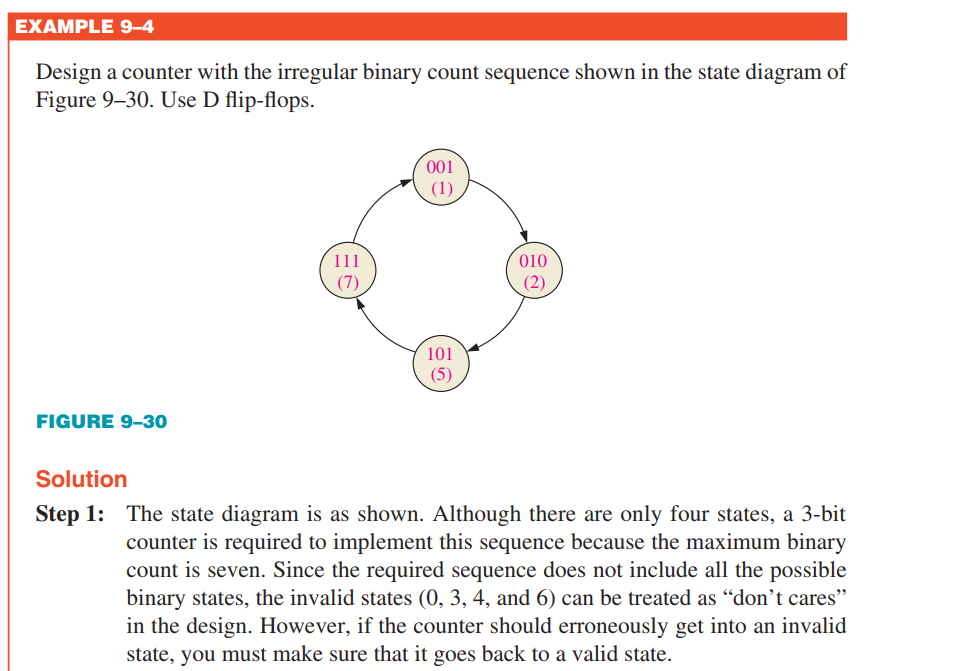 EXAMPLE 9–4
Design a counter with the irregular binary count sequence shown in the state diagram of
Figure 9–30. Use D flip-flops.
001
(1)
111
(7)
010
(2)
101
(5)
FIGURE 9–30
Solution
Step 1: The state diagram is as shown. Although there are only four states, a 3-bit
counter is required to implement this sequence because the maximum binary
count is seven. Since the required sequence does not include all the possible
binary states, the invalid states (0, 3, 4, and 6) can be treated as “don’t cares”
in the design. However, if the counter should erroneously get into an invalid
state, you must make sure that it goes back to a valid state.